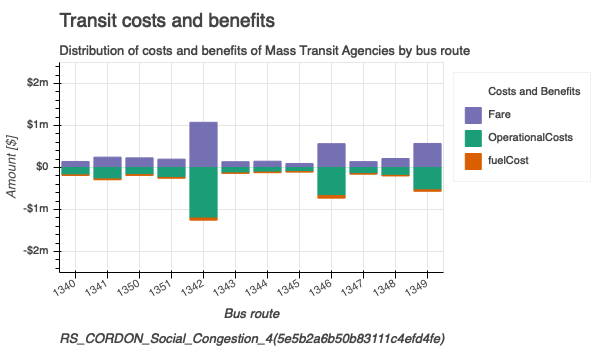 Transit costs and benefits
Distribution of costs and benefits of Mass Transit Agencies by bus route
Amount [$]
$2m
$1m
$0
-$1m
-$2m
1340
1341
1350
1351
1342
1343
1344
1345
1346
1347
1348
1349
Bus route
RS_CORDON_Social_Congestion_4(5e5b2a6b50b83111c4efd4fe)
Costs and Benefits
Fare
OperationalCosts
fuelCost